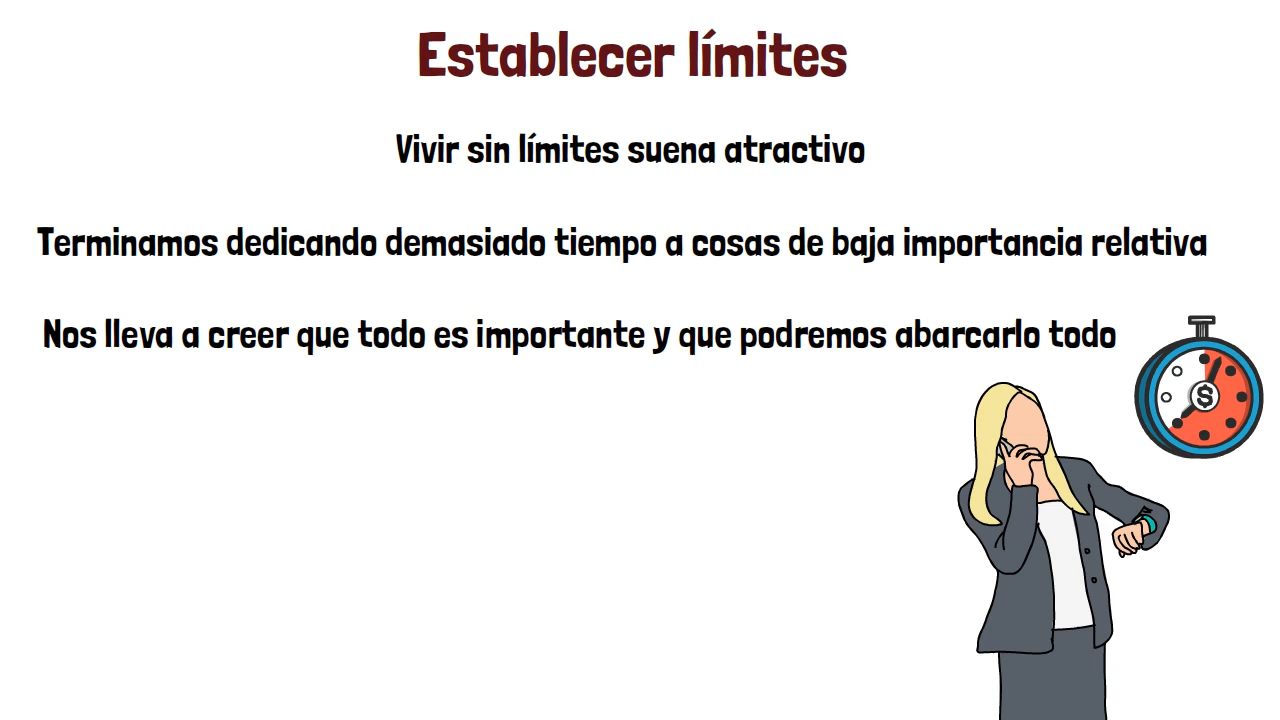 Establecer límites
Vivir sin límites suena atractivo
Terminamos dedicando demasiado tiempo a cosas de baja importancia relativa
Nos lleva a creer que todo es importante y que podremos abarcarlo todo
$